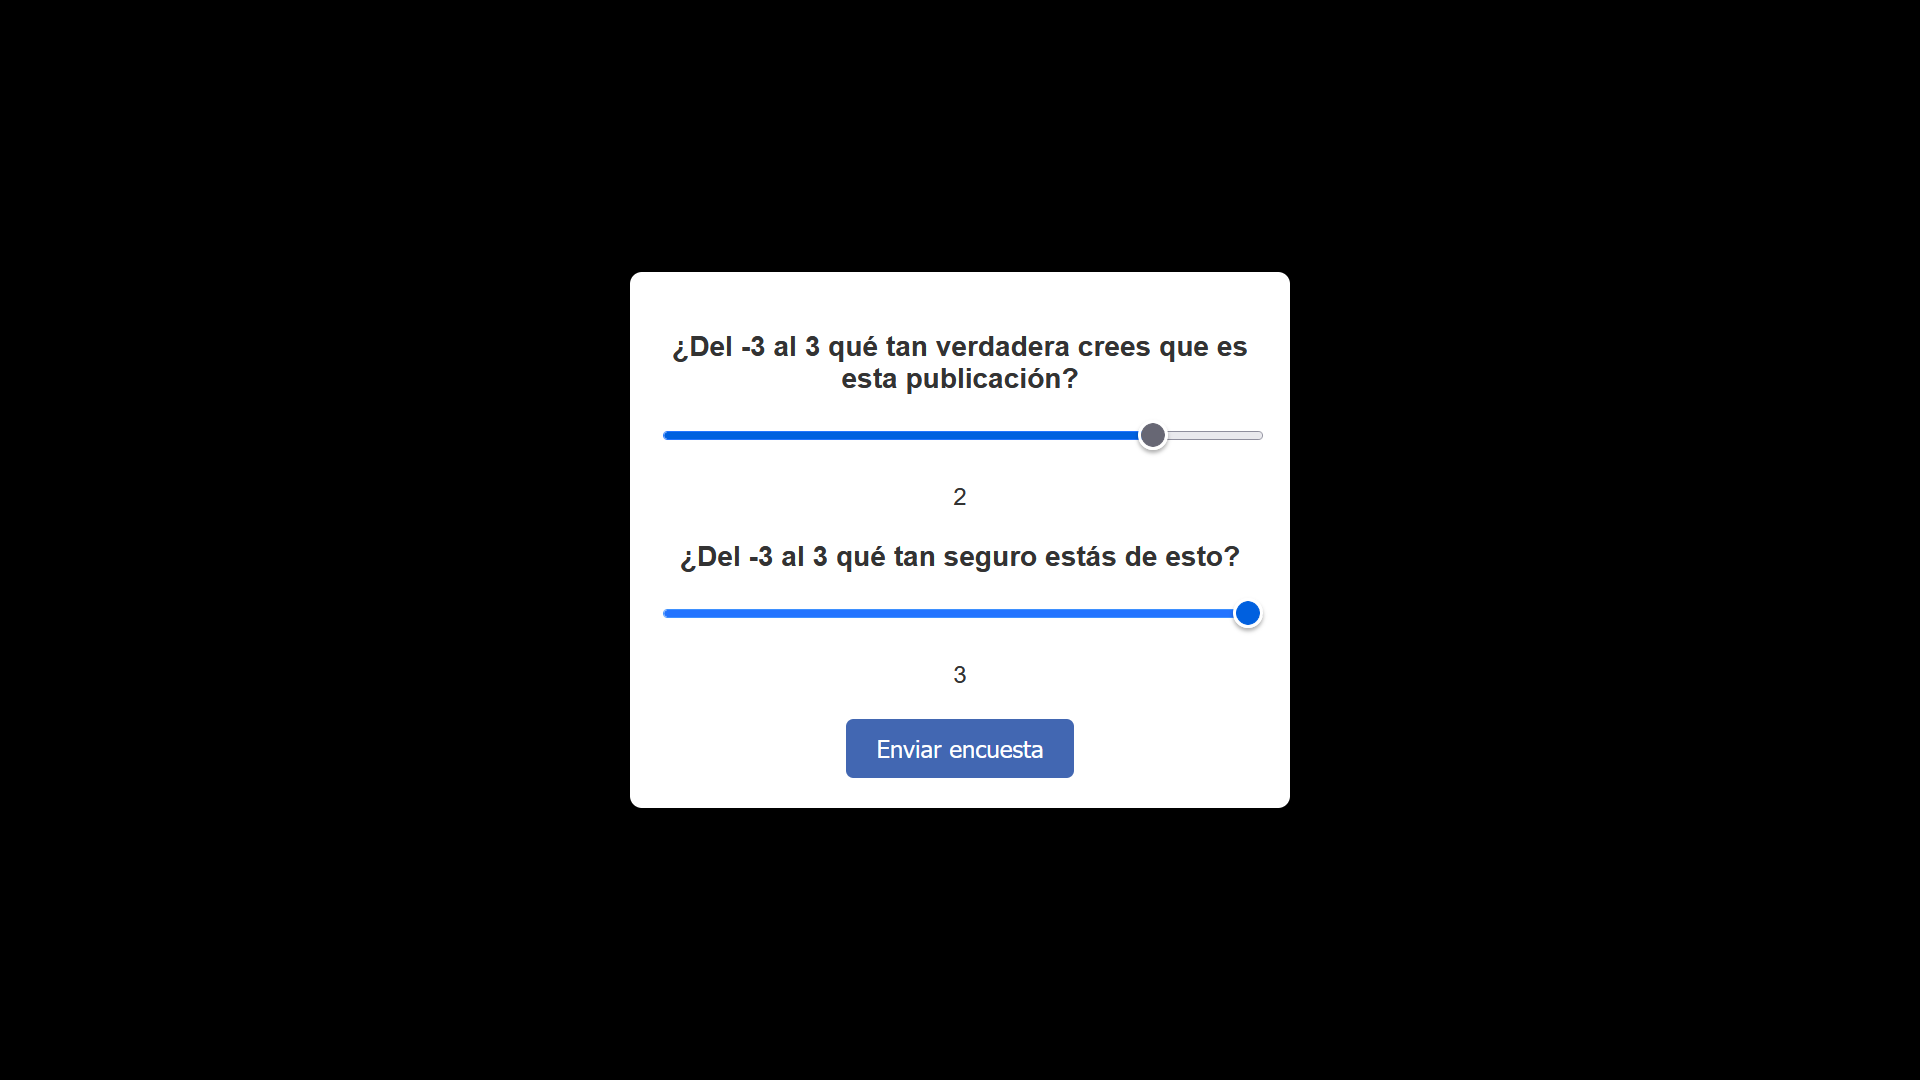 ¿Del -3 al 3 qué tan verdadera crees que es
esta publicación?
2
¿Del -3 al 3 qué tan seguro estás de esto?
3
Enviar encuesta